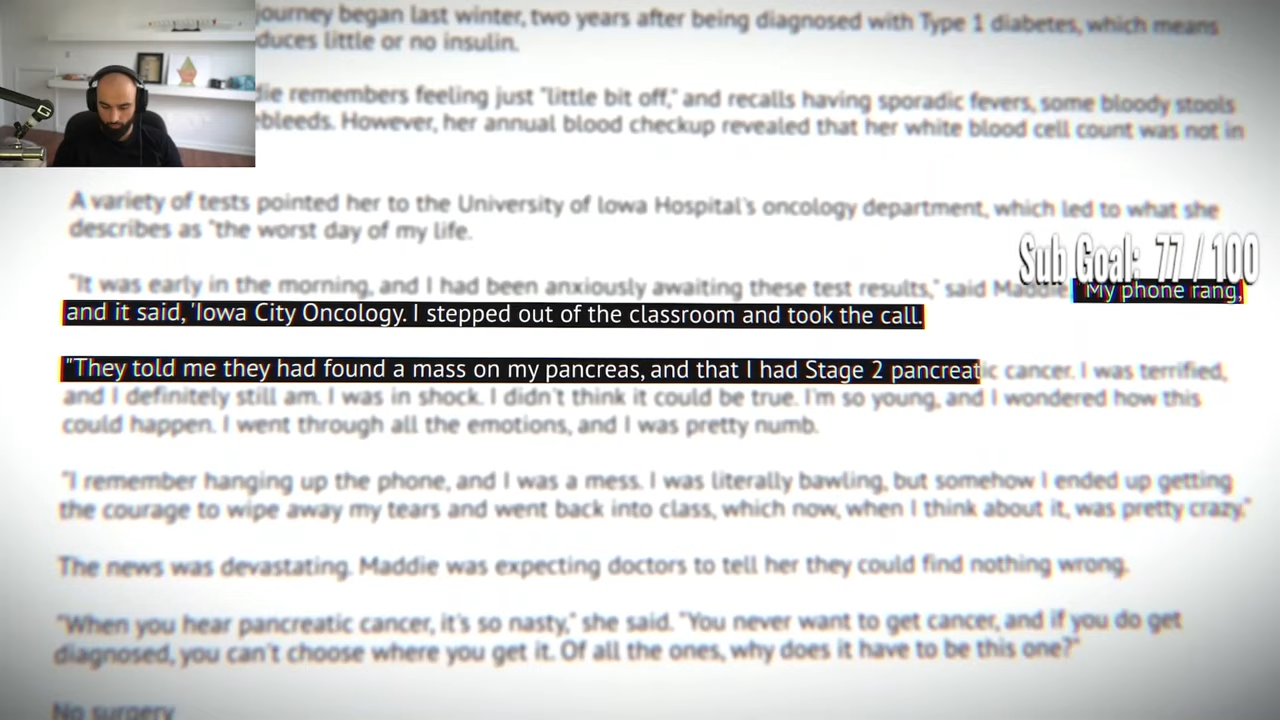 ourney began last winter, two years after being diagnosed with Type 1 diabetes, which means
duces little or no insulin.
die remembers feeling just "little bit off," and recalls having sporadic fevers, some bloody stools
ebleeds. However, her annual blood checkup revealed that her white blood cell count was not in
A variety of tests pointed her to the University of Iowa Hospital's oncology department, which led to what she
describes as "the worst day of my life.
Sub Goal: 77 / 100
"It was early in the morning, and I had been anxiously awaiting these test results," said Maddie. "My phone rang,
and it said, 'Iowa City Oncology. I stepped out of the classroom and took the call.
"They told me they had found a mass on my pancreas, and that I had Stage 2 pancreatic cancer. I was terrified,
and I definitely still am. I was in shock. I didn't think it could be true. I'm so young, and I wondered how this
could happen. I went through all the emotions, and I was pretty numb.
"I remember hanging up the phone, and I was a mess. I was literally bawling, but somehow I ended up getting
the courage to wipe away my tears and went back into class, which now, when I think about it, was pretty crazy."
The news was devastating. Maddie was expecting doctors to tell her they could find nothing wrong.
"When you hear pancreatic cancer, it's so nasty," she said. "You never want to get cancer, and if you do get
diagnosed, you can't choose where you get it. Of all the ones, why does it have to be this one?"
No surgery